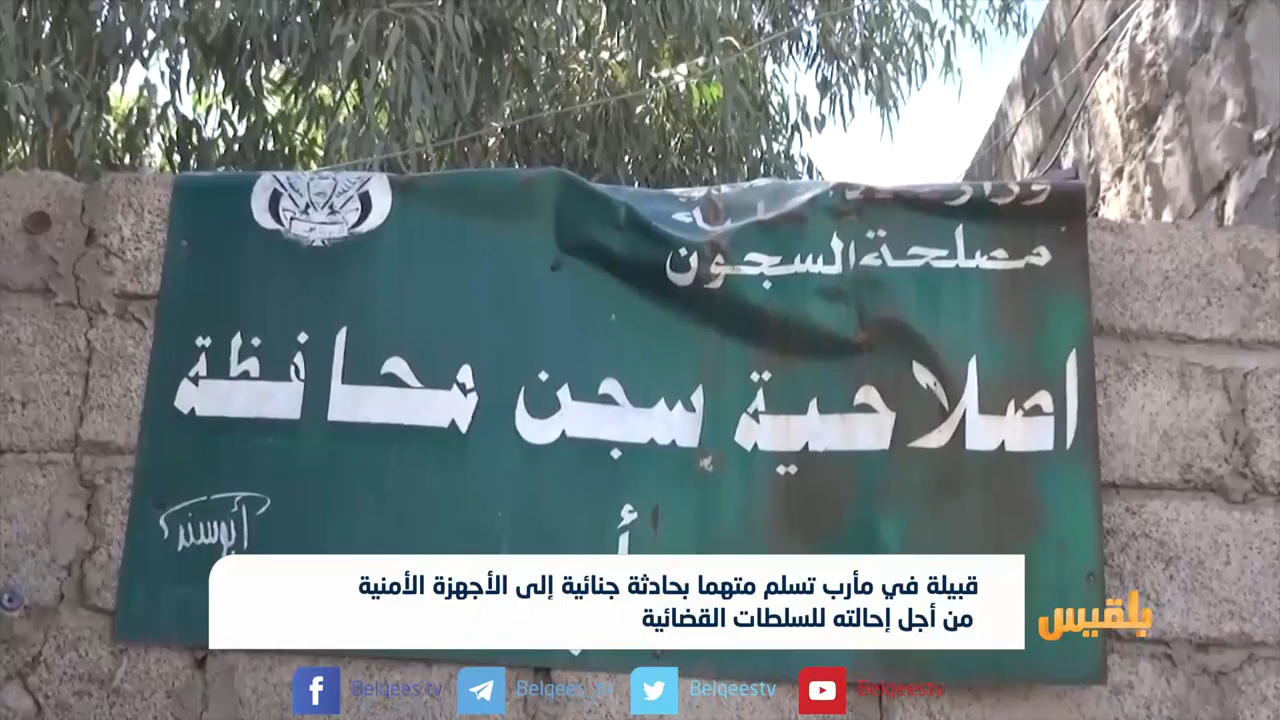 مصلحة السجون
اصلاحية سجن محافظة
أبوسند
قبيلة في مأرب تسلم متهما بحادثة جنائية إلى الأجهزة الأمنية
من أجل إحالته للسلطات القضائية
بلقيس
Belqees.tv
Belqees_tv
Belqeestv
Belqeestv